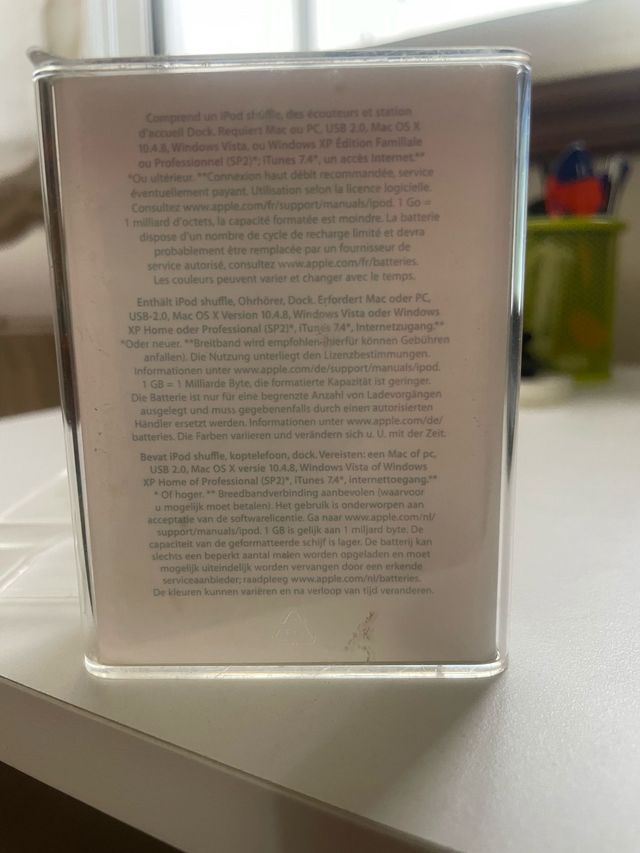 Comprend un iPod shuffle, des écouteurs et station
d'accueil Dock. Requiert Mac ou PC, USB 2.0, Mac OS X
10.4.8, Windows Vista, ou Windows XP Édition Familiale
ou Professionnel (SP2)*; iTunes 7.4*, un accès Internet.**
*Ou ultérieur. **Connexion haut débit recommandée, service
éventuellement payant. Utilisation selon la licence logicielle.
Consultez www.apple.com/fr/support/manuals/ipod. 1 Go =
1 milliard d'octets, la capacité formatée est moindre. La batterie
dispose d'un nombre de cycle de recharge limité et devra
probablement être remplacée par un fournisseur de
service autorisé, consultez www.apple.com/fr/batteries.
Les couleurs peuvent varier et changer avec le temps.
Enthält iPod shuffle, Ohrhörer, Dock. Erfordert Mac oder PC,
USB-2.0, Mac OS X Version 10.4.8, Windows Vista oder Windows
XP Home oder Professional (SP2)*, iTunes 7.4*, Internetzugang.**
*Oder neuer. **Breitband wird empfohlen (hierfür können Gebühren
anfallen). Die Nutzung unterliegt den Lizenzbestimmungen.
Informationen unter www.apple.com/de/support/manuals/ipod.
1 GB = 1 Milliarde Byte, die formatierte Kapazität ist geringer.
Die Batterie ist nur für eine begrenzte Anzahl von Ladevorgängen
ausgelegt und muss gegebenenfalls durch einen autorisierten
Händler ersetzt werden. Informationen unter www.apple.com/de/
batteries. Die Farben variieren und verändern sich u. U. mit der Zeit.
Bevat iPod shuffle, koptelefoon, dock. Vereisten: een Mac of pc,
USB 2.0, Mac OS X versie 10.4.8, Windows Vista of Windows
XP Home of Professional (SP2)*, iTunes 7.4*, internettoegang.**
* Of hoger. ** Breedbandverbinding aanbevolen (waarvoor
u mogelijk moet betalen). Het gebruik is onderworpen aan
acceptatie van de softwarelicentie. Ga naar www.apple.com/nl/
support/manuals/ipod. 1 GB is gelijk aan 1 miljard byte. De
capaciteit van de geformatteerde schijf is lager. De batterij kan
slechts een beperkt aantal malen worden opgeladen en moet
mogelijk uiteindelijk worden vervangen door een erkende
serviceaanbieder; raadpleeg www.apple.com/nl/batteries.
De kleuren kunnen variëren en na verloop van tijd veranderen.